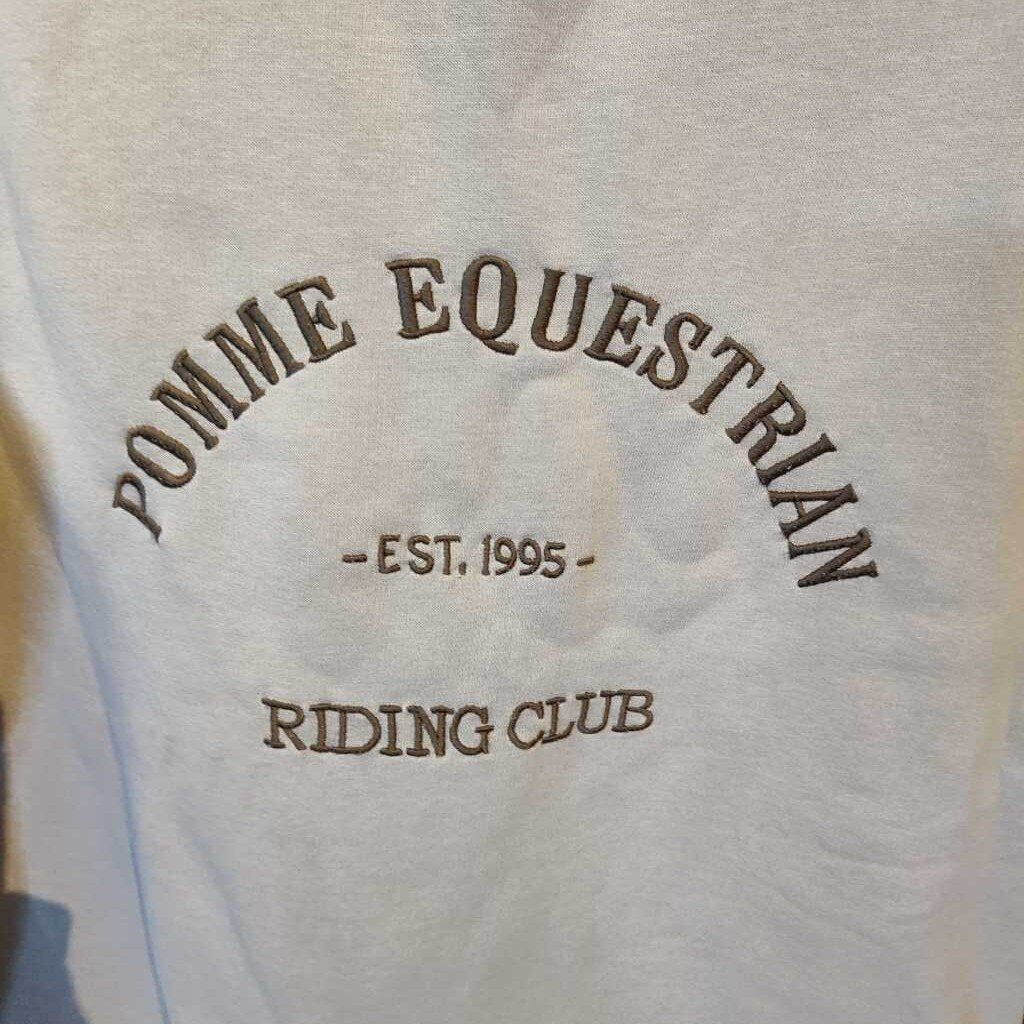 POMME EQUESTRIAN
-EST. 1995-
RIDING CLUB